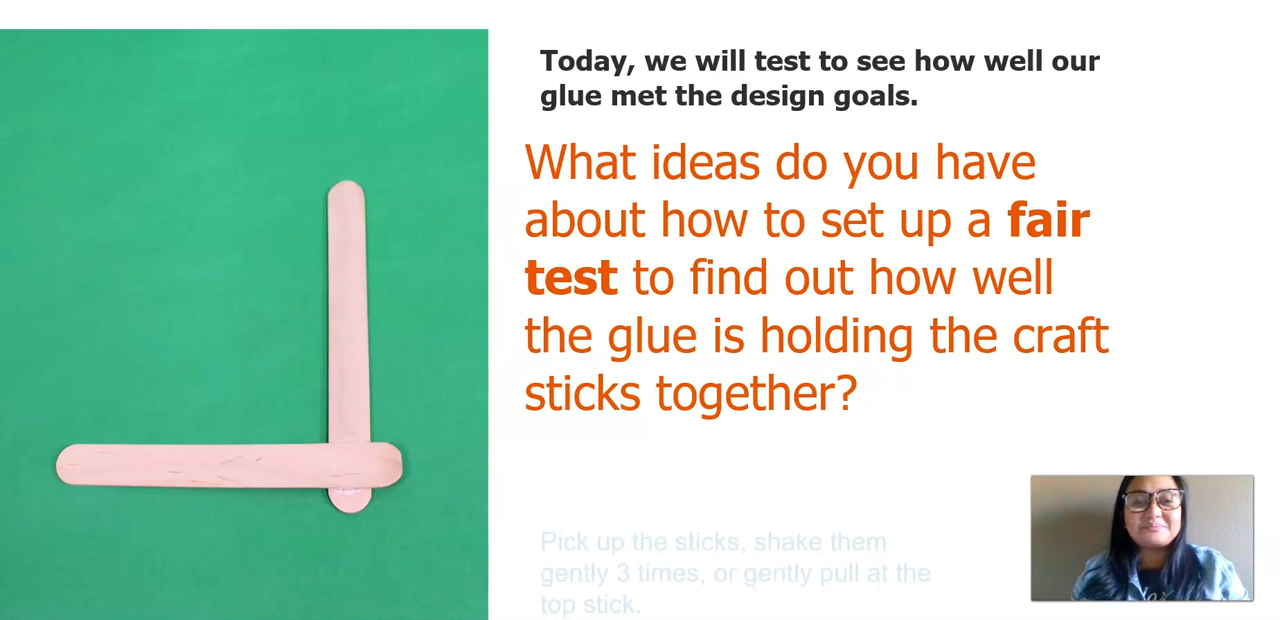 Today, we will test to see how well our
glue met the design goals.
What ideas do you have
about how to set up a fair
test to find out how well
the glue is holding the craft
sticks together?
Pick up the sticks, shake them
gently 3 times, or gently pull at the
top stick.